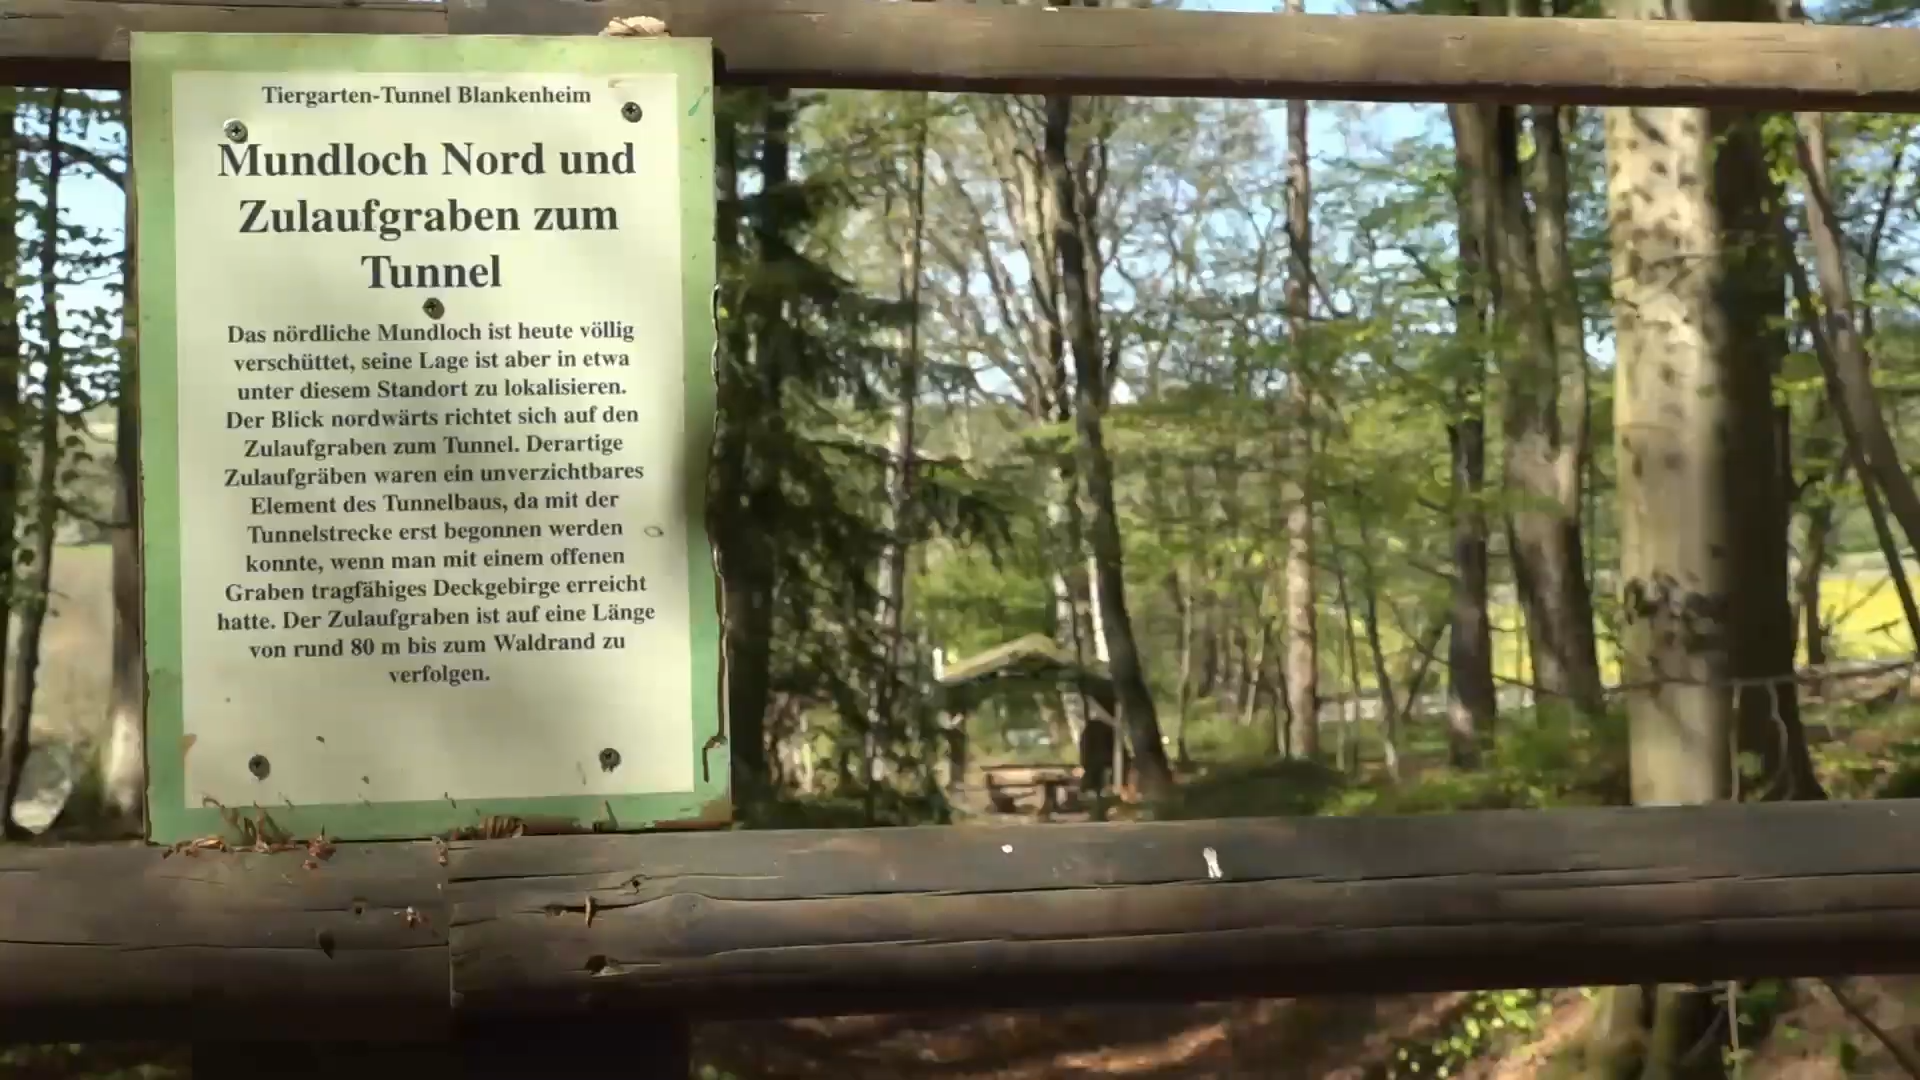 Tiergarten-Tunnel Blankenheim
Mundloch Nord und
Zulaufgraben zum
Tunnel
Das nördliche Mundloch ist heute völlig
verschüttet, seine Lage ist aber in etwa
unter diesem Standort zu lokalisieren.
Der Blick nordwärts richtet sich auf den
Zulaufgraben zum Tunnel. Derartige
Zulaufgräben waren ein unverzichtbares
Element des Tunnelbaus, da mit der
Tunnelstrecke erst begonnen werden
konnte, wenn man mit einem offenen
Graben tragfähiges Deckgebirge erreicht
hatte. Der Zulaufgraben ist auf eine Länge
von rund 80 m bis zum Waldrand zu
verfolgen.